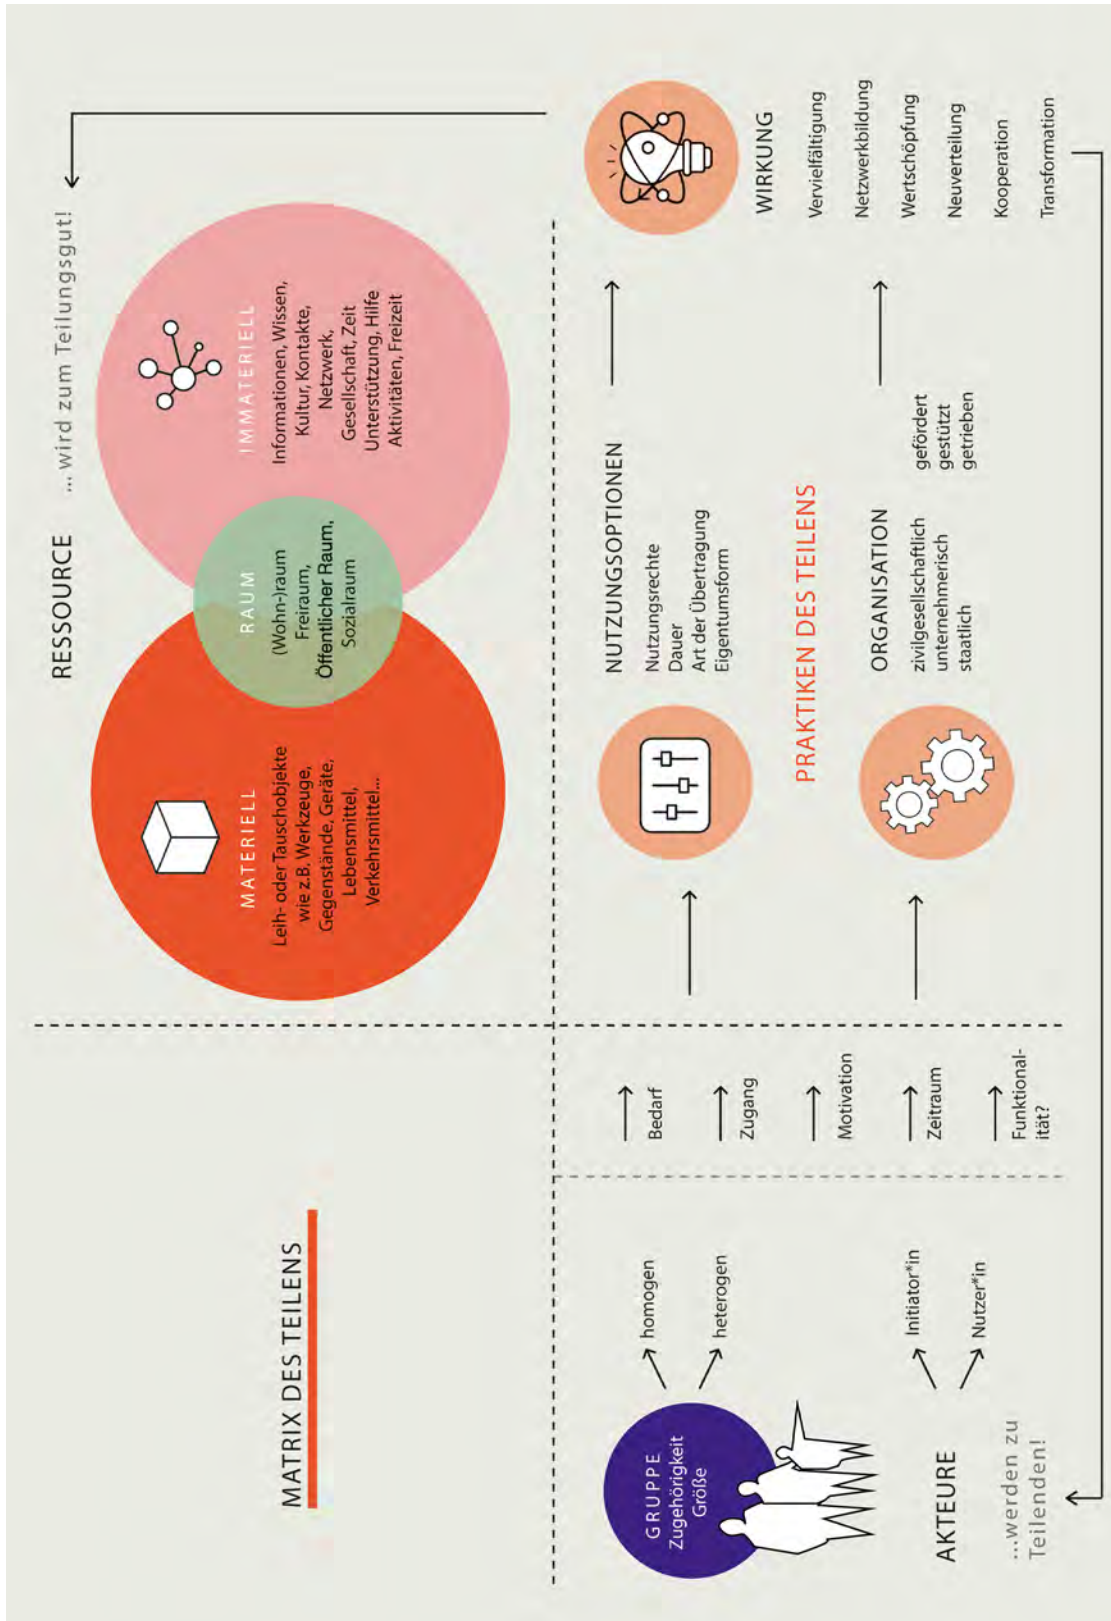 MATRIX DES TEILENS
RESSOURCE ... wird zum Teilungsgut!
MATERIELL
Leih- oder Tauschobjekte
wie z.B. Werkzeuge,
Gegenstände, Geräte,
Lebensmittel,
Verkehrsmittel...
RAUM
(Wohn-)raum
Freiraum,
Öffentlicher Raum,
Sozialraum
IMMATERIELL
Informationen, Wissen,
Kultur, Kontakte,
Netzwerk,
Gesellschaft, Zeit
Unterstützung, Hilfe
Aktivitäten, Freizeit
GRUPPE
Zugehörigkeit
Größe
homogen
heterogen
AKTEURE
Initiator*in
Nutzer*in
...werden zu
Teilenden!
Bedarf
Zugang
Motivation
Zeitraum
Funktional-
ität?
NUTZUNGSOPTIONEN
Nutzungsrechte
Dauer
Art der Übertragung
Eigentumsform
PRAKTIKEN DES TEILENS
ORGANISATION
zivilgesellschaftlich gefördert
unternehmerisch gestützt
staatlich getrieben
WIRKUNG
Vervielfältigung
Netzwerkbildung
Wertschöpfung
Neuverteilung
Kooperation
Transformation